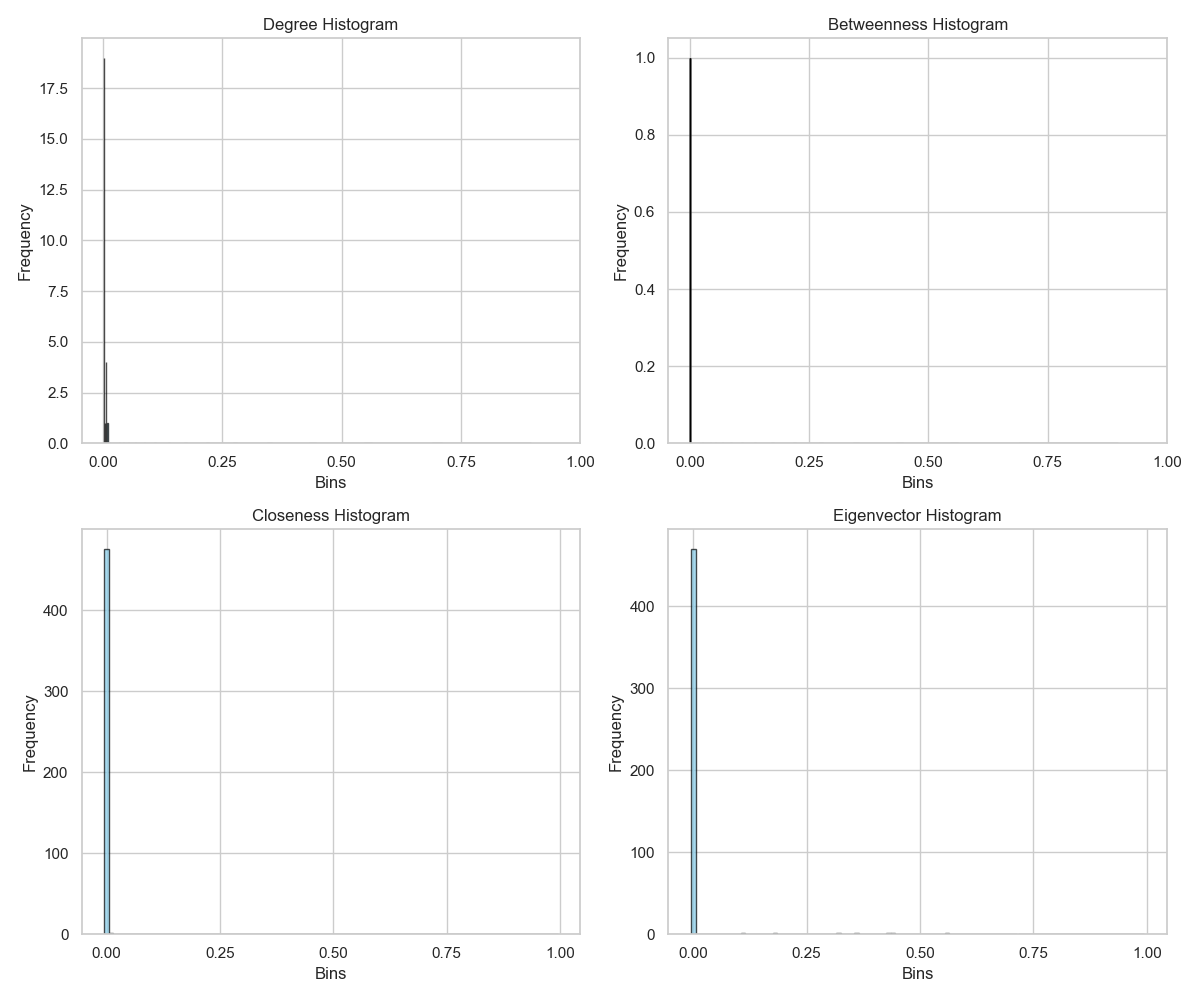 Degree Histogram
Frequency
17.5
15.0
12.5
10.0
7.5
5.0
2.5
0.0
0.00 0.25 0.50 0.75 1.00
Bins
Betweenness Histogram
Frequency
1.0
0.8
0.6
0.4
0.2
0.0
0.00 0.25 0.50 0.75 1.00
Bins
Closeness Histogram
Frequency
400
300
200
100
0
0.00 0.25 0.50 0.75 1.00
Bins
Eigenvector Histogram
Frequency
400
300
200
100
0
0.00 0.25 0.50 0.75 1.00
Bins